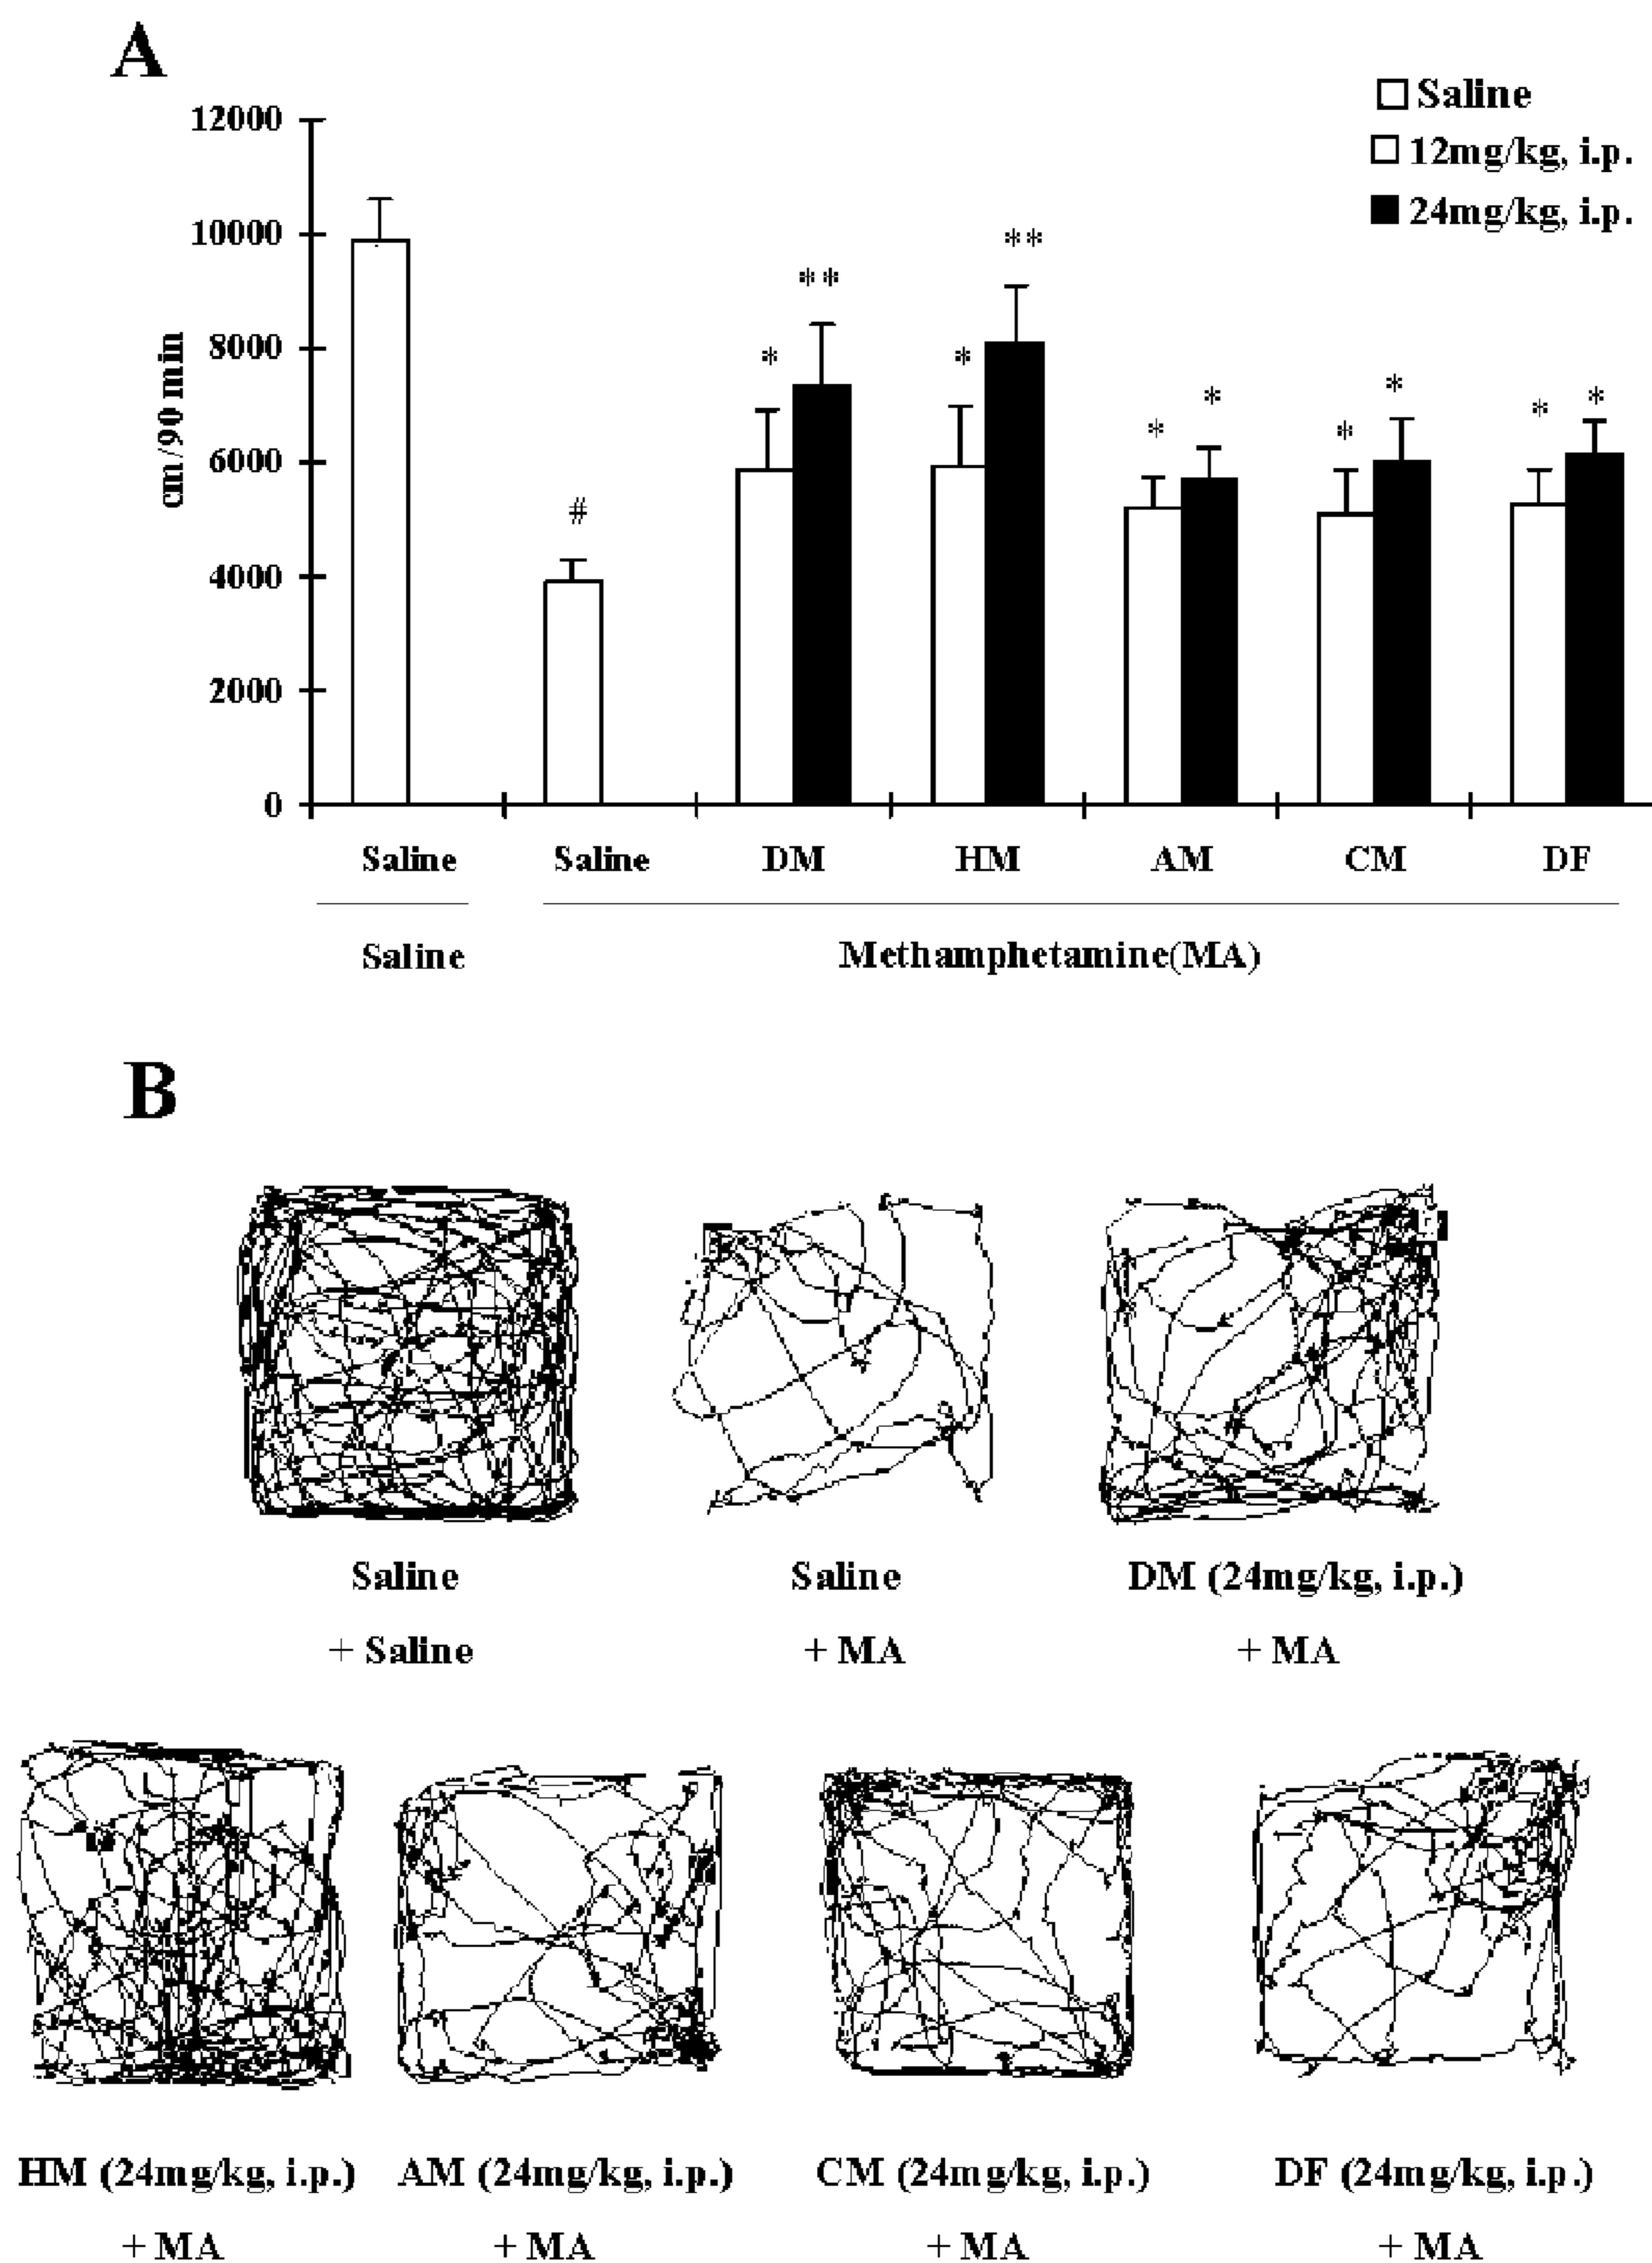 A
Saline
12mg/kg, i.p.
24mg/kg, i.p.
12000
10000
8000
6000
4000
2000
0
cm/90 min
#
* ** * ** * * * * * *
Saline Saline DM HM AM CM DF
Saline Methamphetamine(MA)
B
Saline Saline DM (24mg/kg, i.p.)
+ Saline + MA + MA
HM (24mg/kg, i.p.) AM (24mg/kg, i.p.) CM (24mg/kg, i.p.) DF (24mg/kg, i.p.)
+ MA + MA + MA + MA